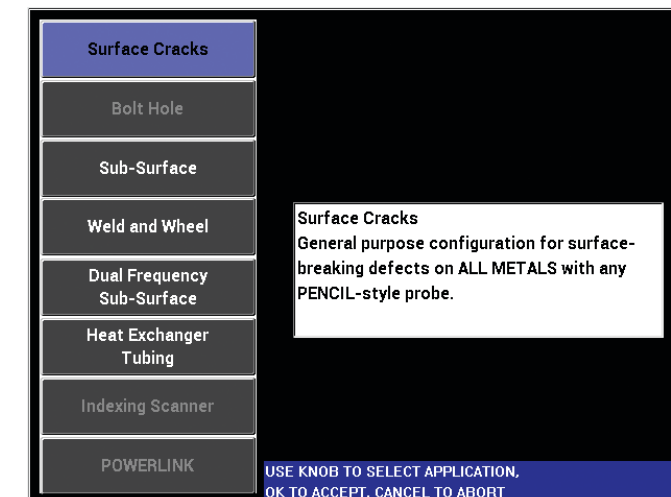 Surface Cracks
Bolt Hole
Sub-Surface
Weld and Wheel
Dual Frequency
Sub-Surface
Heat Exchanger
Tubing
Indexing Scanner
POWERLINK
Surface Cracks
General purpose configuration for surface-
breaking defects on ALL METALS with any
PENCIL-style probe.
USE KNOB TO SELECT APPLICATION,
OK TO ACCEPT, CANCEL TO ABORT